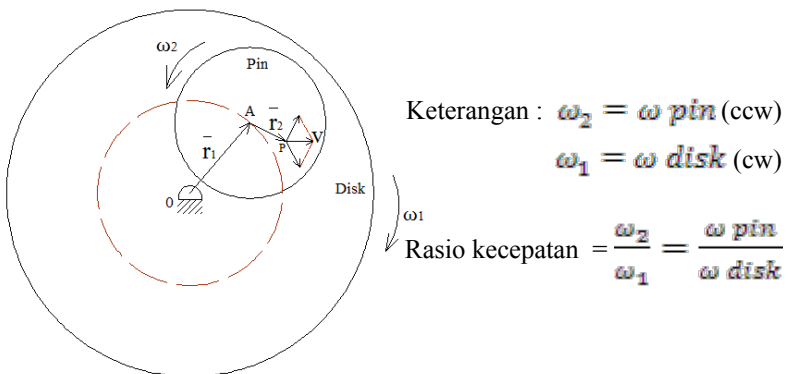 ω2
Pin
A
r̅2
P
V
r̅1
0
Disk
ω1
Keterangan : ω₂ = ω pin (ccw)
ω₁ = ω disk (cw)
Rasio kecepatan = ω₂/ω₁ = ω pin/ω disk